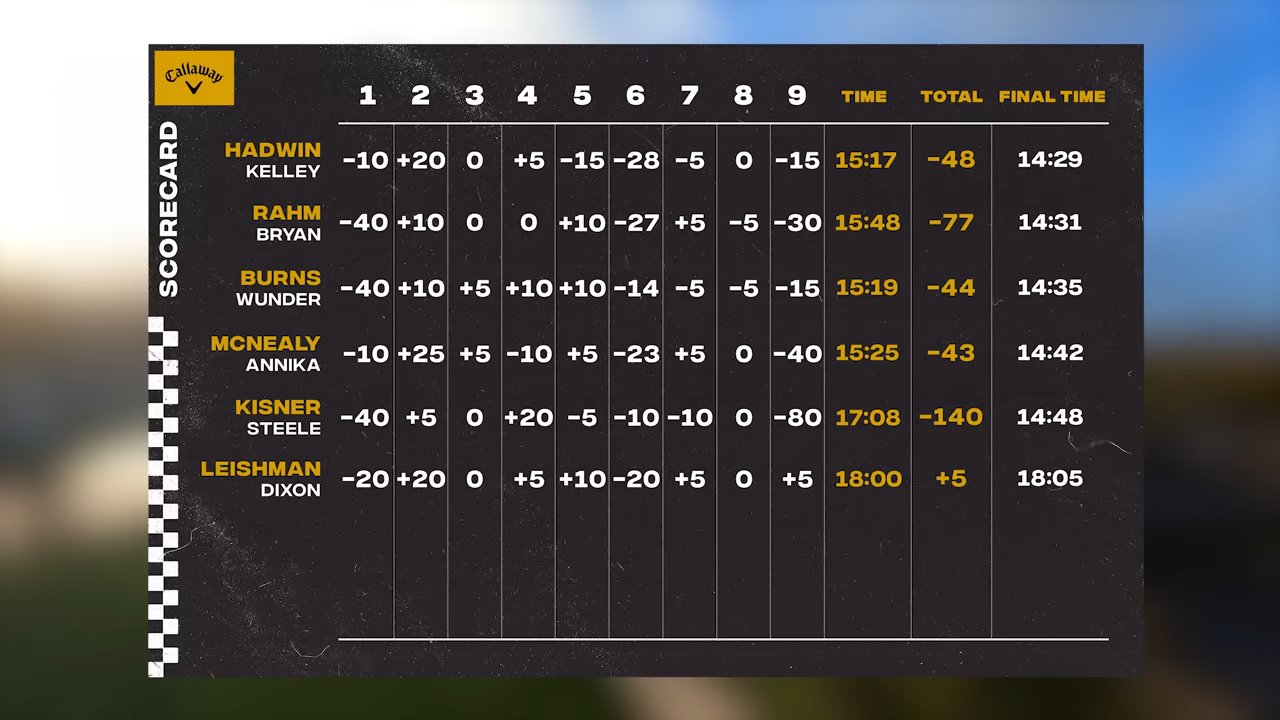 Callaway
SCORECARD
1 2 3 4 5 6 7 8 9 TIME TOTAL FINAL TIME
HADWIN
KELLEY
-10 +20 0 +5 -15 -28 -5 0 -15 15:17 -48 14:29
RAHM
BRYAN
-40 +10 0 0 +10 -27 +5 -5 -30 15:48 -77 14:31
BURNS
WUNDER
-40 +10 +5 +10 +10 -14 -5 -5 -15 15:19 -44 14:35
MCNEALY
ANNIKA
-10 +25 +5 -10 +5 -23 +5 0 -40 15:25 -43 14:42
KISNER
STEELE
-40 +5 0 +20 -5 -10 -10 0 -80 17:08 -140 14:48
LEISHMAN
DIXON
-20 +20 0 +5 +10 -20 +5 0 +5 18:00 +5 18:05